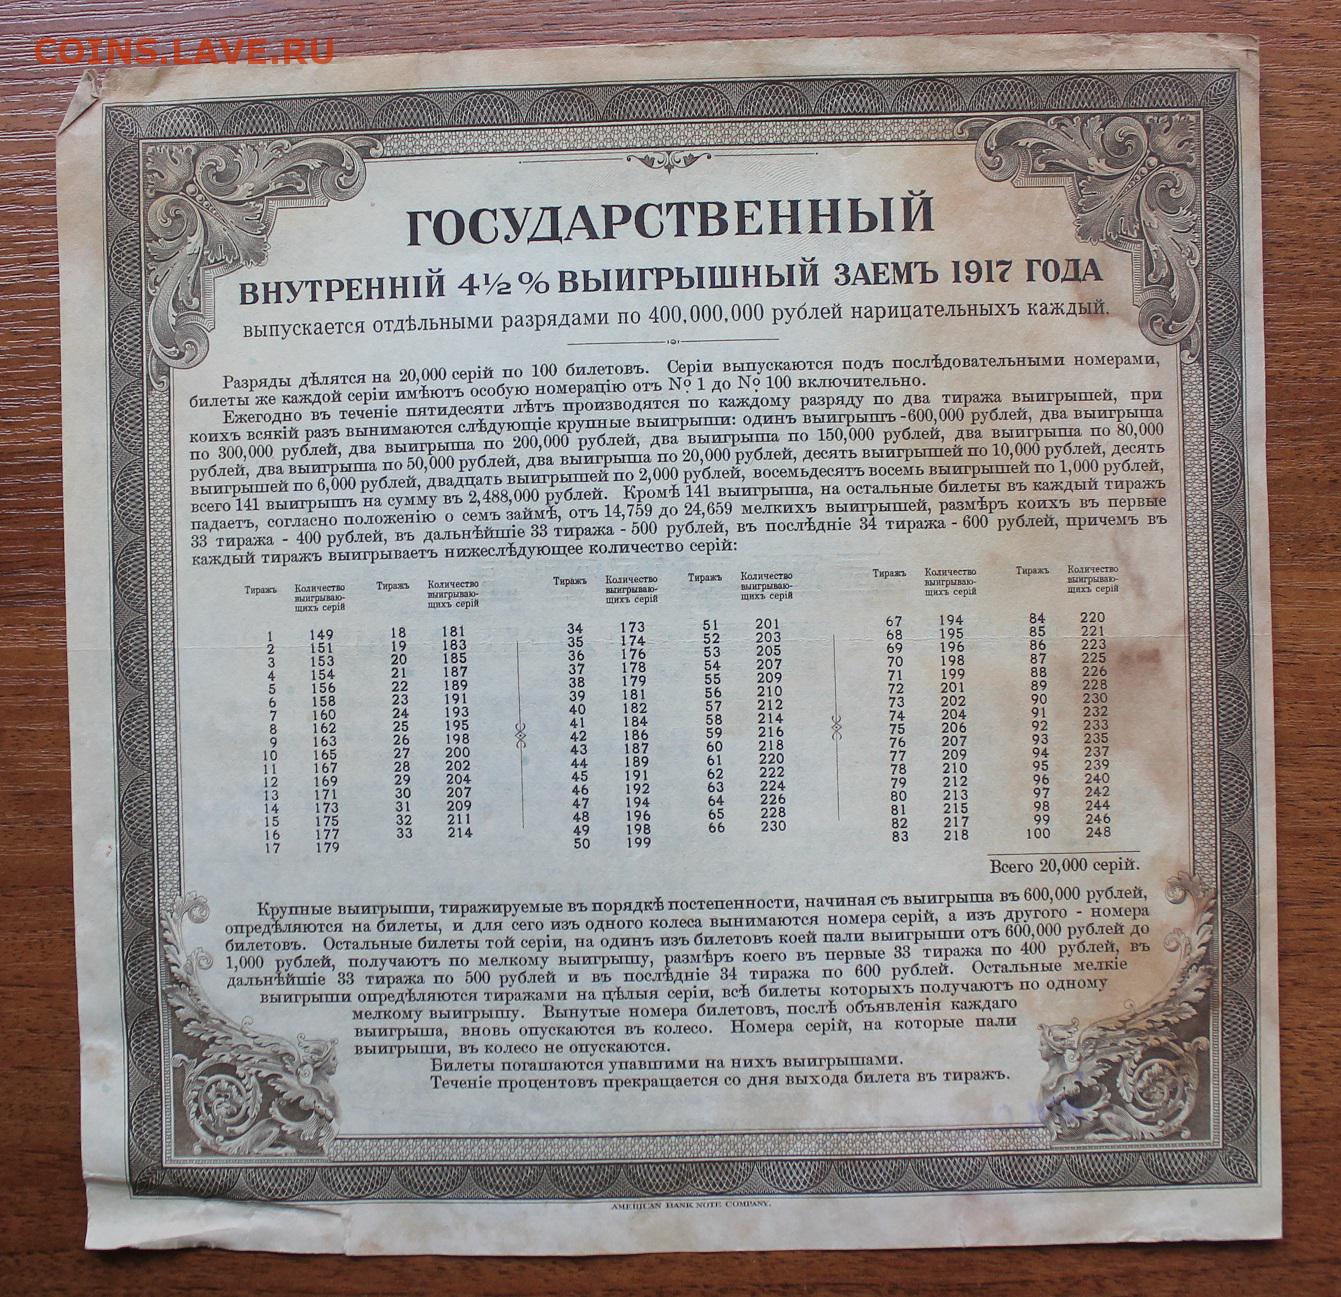 COINS.LAVE.RU
ГОСУДАРСТВЕННЫЙ
ВНУТРЕННІЙ 4½% ВЫИГРЫШНЫЙ ЗАЕМЪ 1917 ГОДА
выпускается отдѣльными разрядами по 400,000,000 рублей нарицательныхъ каждый.
Разряды дѣлятся на 20,000 серій по 100 билетовъ. Серіи выпускаются подъ послѣдовательными номерами,
билеты же каждой серіи имѣютъ особую номерацію отъ № 1 до № 100 включительно.
Ежегодно въ теченіе пятидесяти лѣтъ производятся по каждому разряду по два тиража выигрышей, при
коихъ всякій разъ вынимаются слѣдующіе крупные выигрыши: одинъ выигрышъ-600,000 рублей, два выигрыша
по 300,000 рублей, два выигрыша по 200,000 рублей, два выигрыша по 150,000 рублей, два выигрыша по 80,000
рублей, два выигрыша по 50,000 рублей, два выигрыша по 20,000 рублей, десять выигрышей по 10,000 рублей, десять
выигрышей по 6,000 рублей, двадцать выигрышей по 2,000 рублей, восемьдесятъ восемь выигрышей по 1,000 рублей,
всего 141 выигрышъ на сумму въ 2,488,000 рублей. Кромѣ 141 выигрыша, на остальные билеты въ каждый тиражъ
падаетъ, согласно положенію о семъ займѣ, отъ 14,759 до 24,659 мелкихъ выигрышей, размѣръ коихъ въ первые
33 тиража - 400 рублей, въ дальнѣйшіе 33 тиража - 500 рублей, въ послѣдніе 34 тиража - 600 рублей, причемъ въ
каждый тиражъ выигрываетъ нижеслѣдующее количество серій:
Тиражъ Количество выигрываю- щихъ серій Тиражъ Количество выигрываю- щихъ серій Тиражъ Количество выигрываю- щихъ серій Тиражъ Количество выигрываю- щихъ серій Тиражъ Количество выигрываю- щихъ серій Тиражъ Количество выигрываю- щихъ серій
1 149 18 181 34 173 51 201 67 194 84 220
2 151 19 183 35 174 52 203 68 195 85 221
3 153 20 185 36 176 53 205 69 196 86 223
4 154 21 187 37 178 54 207 70 198 87 225
5 156 22 189 38 179 55 209 71 199 88 226
6 158 23 191 39 181 56 210 72 201 89 228
7 160 24 193 40 182 57 212 73 202 90 230
8 162 25 195 41 184 58 214 74 204 91 232
9 163 26 198 42 186 59 216 75 206 92 233
10 165 27 200 43 187 60 218 76 207 93 235
11 167 28 202 44 189 61 220 77 209 94 237
12 169 29 204 45 191 62 222 78 210 95 239
13 171 30 207 46 192 63 224 79 212 96 240
14 173 31 209 47 194 64 226 80 213 97 242
15 175 32 211 48 196 65 228 81 215 98 244
16 177 33 214 49 198 66 230 82 217 99 246
17 179 50 199 83 218 100 248
Всего 20,000 серій.
Крупные выигрыши, тиражируемые въ порядкѣ постепенности, начиная съ выигрыша въ 600,000 рублей,
опредѣляются на билеты, и для сего изъ одного колеса вынимаются номера серій, а изъ другого - номера
билетовъ. Остальные билеты той серіи, на одинъ изъ билетовъ коей пали выигрыши отъ 600,000 рублей до
1,000 рублей, получаютъ по мелкому выигрышу, размѣръ коего въ первые 33 тиража по 400 рублей, въ
дальнѣйшіе 33 тиража по 500 рублей и въ послѣдніе 34 тиража по 600 рублей. Остальные мелкіе
выигрыши опредѣляются тиражами на цѣлыя серіи, всѣ билеты которыхъ получаютъ по одному
мелкому выигрышу. Вынутые номера билетовъ, послѣ объявленія каждаго
выигрыша, вновь опускаются въ колесо. Номера серій, на которые пали
выигрыши, въ колесо не опускаются.
Билеты погашаются упавшими на нихъ выигрышами.
Теченіе процентовъ прекращается со дня выхода билета въ тиражъ.
AMERICAN BANK NOTE COMPANY.